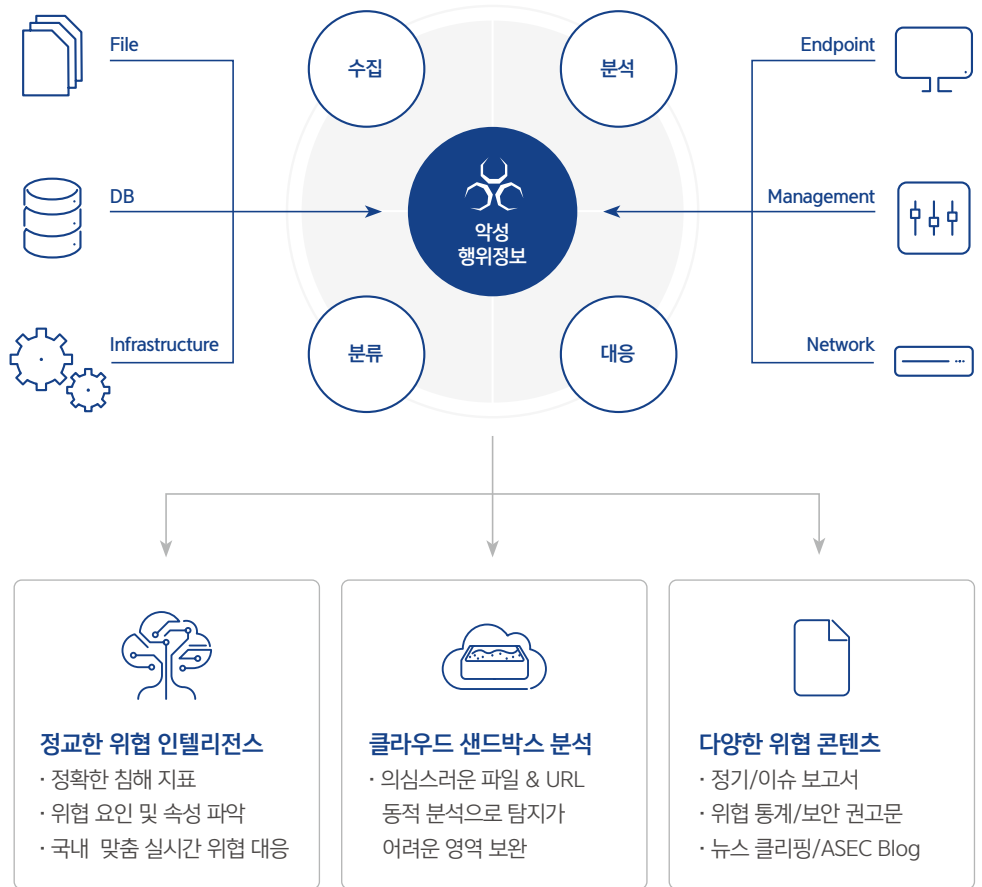 File
수집
분석
Endpoint
DB
악성
행위정보
Management
Infrastructure
분류
대응
Network
정교한 위협 인텔리전스
· 정확한 침해 지표
· 위협 요인 및 속성 파악
· 국내 맞춤 실시간 위협 대응
클라우드 샌드박스 분석
· 의심스러운 파일 & URL
동적 분석으로 탐지가
어려운 영역 보완
다양한 위협 콘텐츠
· 정기/이슈 보고서
· 위협 통계/보안 권고문
· 뉴스 클리핑/ASEC Blog